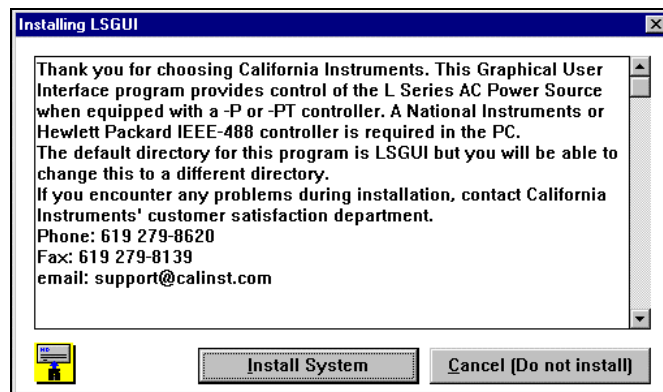 Installing LSGUI
Thank you for choosing California Instruments. This Graphical User
Interface program provides control of the L Series AC Power Source
when equipped with a -P or -PT controller. A National Instruments or
Hewlett Packard IEEE-488 controller is required in the PC.
The default directory for this program is LSGUI but you will be able to
change this to a different directory.
If you encounter any problems during installation, contact California
Instruments' customer satisfaction department.
Phone: 619 279-8620
Fax: 619 279-8139
email: support@calinst.com
HD
Install System
Cancel (Do not install)